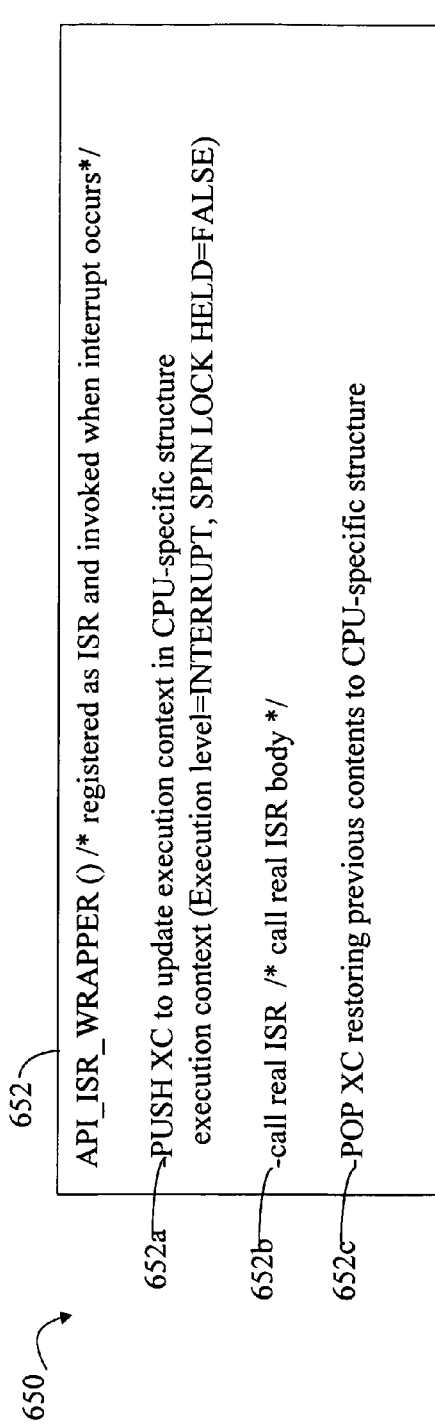 650
652
API_ISR_WRAPPER () /* registered as ISR and invoked when interrupt occurs*/
652a
-PUSH XC to update execution context in CPU-specific structure
execution context (Execution level=INTERRUPT, SPIN LOCK HELD=FALSE)
652b
-call real ISR /* call real ISR body */
652c
-POP XC restoring previous contents to CPU-specific structure